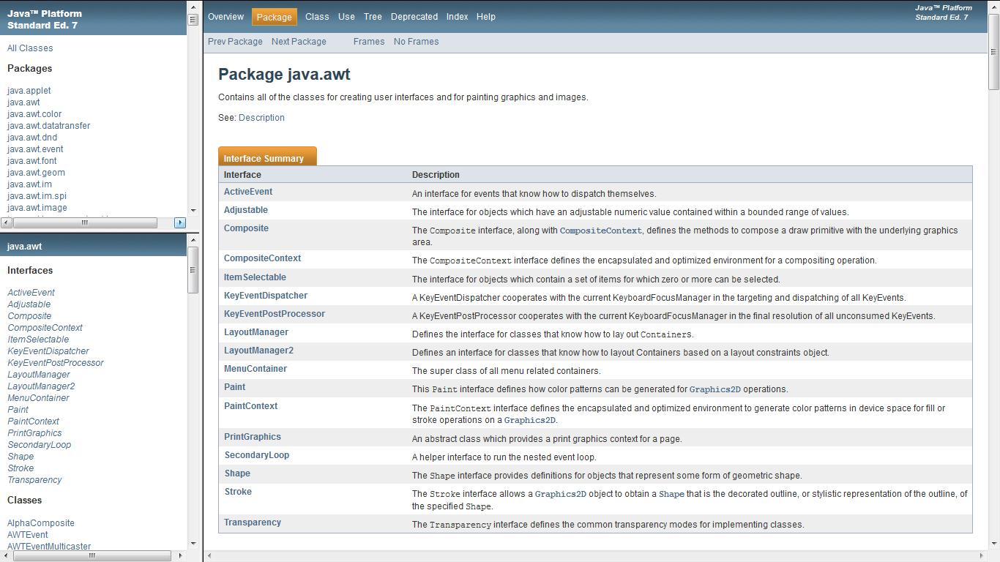 Java™ Platform
Standard Ed. 7
All Classes
Packages
java.applet
java.awt
java.awt.color
java.awt.datatransfer
java.awt.dnd
java.awt.event
java.awt.font
java.awt.geom
java.awt.im
java.awt.im.spi
java.awt.image
java.awt
Interfaces
ActiveEvent
Adjustable
Composite
CompositeContext
ItemSelectable
KeyEventDispatcher
KeyEventPostProcessor
LayoutManager
LayoutManager2
MenuContainer
Paint
PaintContext
PrintGraphics
SecondaryLoop
Shape
Stroke
Transparency
Classes
AlphaComposite
AWTEvent
AWTEventMulticaster
Overview Package Class Use Tree Deprecated Index Help
Java™ Platform
Standard Ed. 7
Prev Package Next Package Frames No Frames
Package java.awt
Contains all of the classes for creating user interfaces and for painting graphics and images.
See: Description
Interface Summary
Interface Description
ActiveEvent An interface for events that know how to dispatch themselves.
Adjustable The interface for objects which have an adjustable numeric value contained within a bounded range of values.
Composite The Composite interface, along with CompositeContext, defines the methods to compose a draw primitive with the underlying graphics
area.
CompositeContext The CompositeContext interface defines the encapsulated and optimized environment for a compositing operation.
ItemSelectable The interface for objects which contain a set of items for which zero or more can be selected.
KeyEventDispatcher A KeyEventDispatcher cooperates with the current KeyboardFocusManager in the targeting and dispatching of all KeyEvents.
KeyEventPostProcessor A KeyEventPostProcessor cooperates with the current KeyboardFocusManager in the final resolution of all unconsumed KeyEvents.
LayoutManager Defines the interface for classes that know how to lay out Containers.
LayoutManager2 Defines an interface for classes that know how to layout Containers based on a layout constraints object.
MenuContainer The super class of all menu related containers.
Paint This Paint interface defines how color patterns can be generated for Graphics2D operations.
PaintContext The PaintContext interface defines the encapsulated and optimized environment to generate color patterns in device space for fill or
stroke operations on a Graphics2D.
PrintGraphics An abstract class which provides a print graphics context for a page.
SecondaryLoop A helper interface to run the nested event loop.
Shape The Shape interface provides definitions for objects that represent some form of geometric shape.
Stroke The Stroke interface allows a Graphics2D object to obtain a Shape that is the decorated outline, or stylistic representation of the outline, of
the specified Shape.
Transparency The Transparency interface defines the common transparency modes for implementing classes.